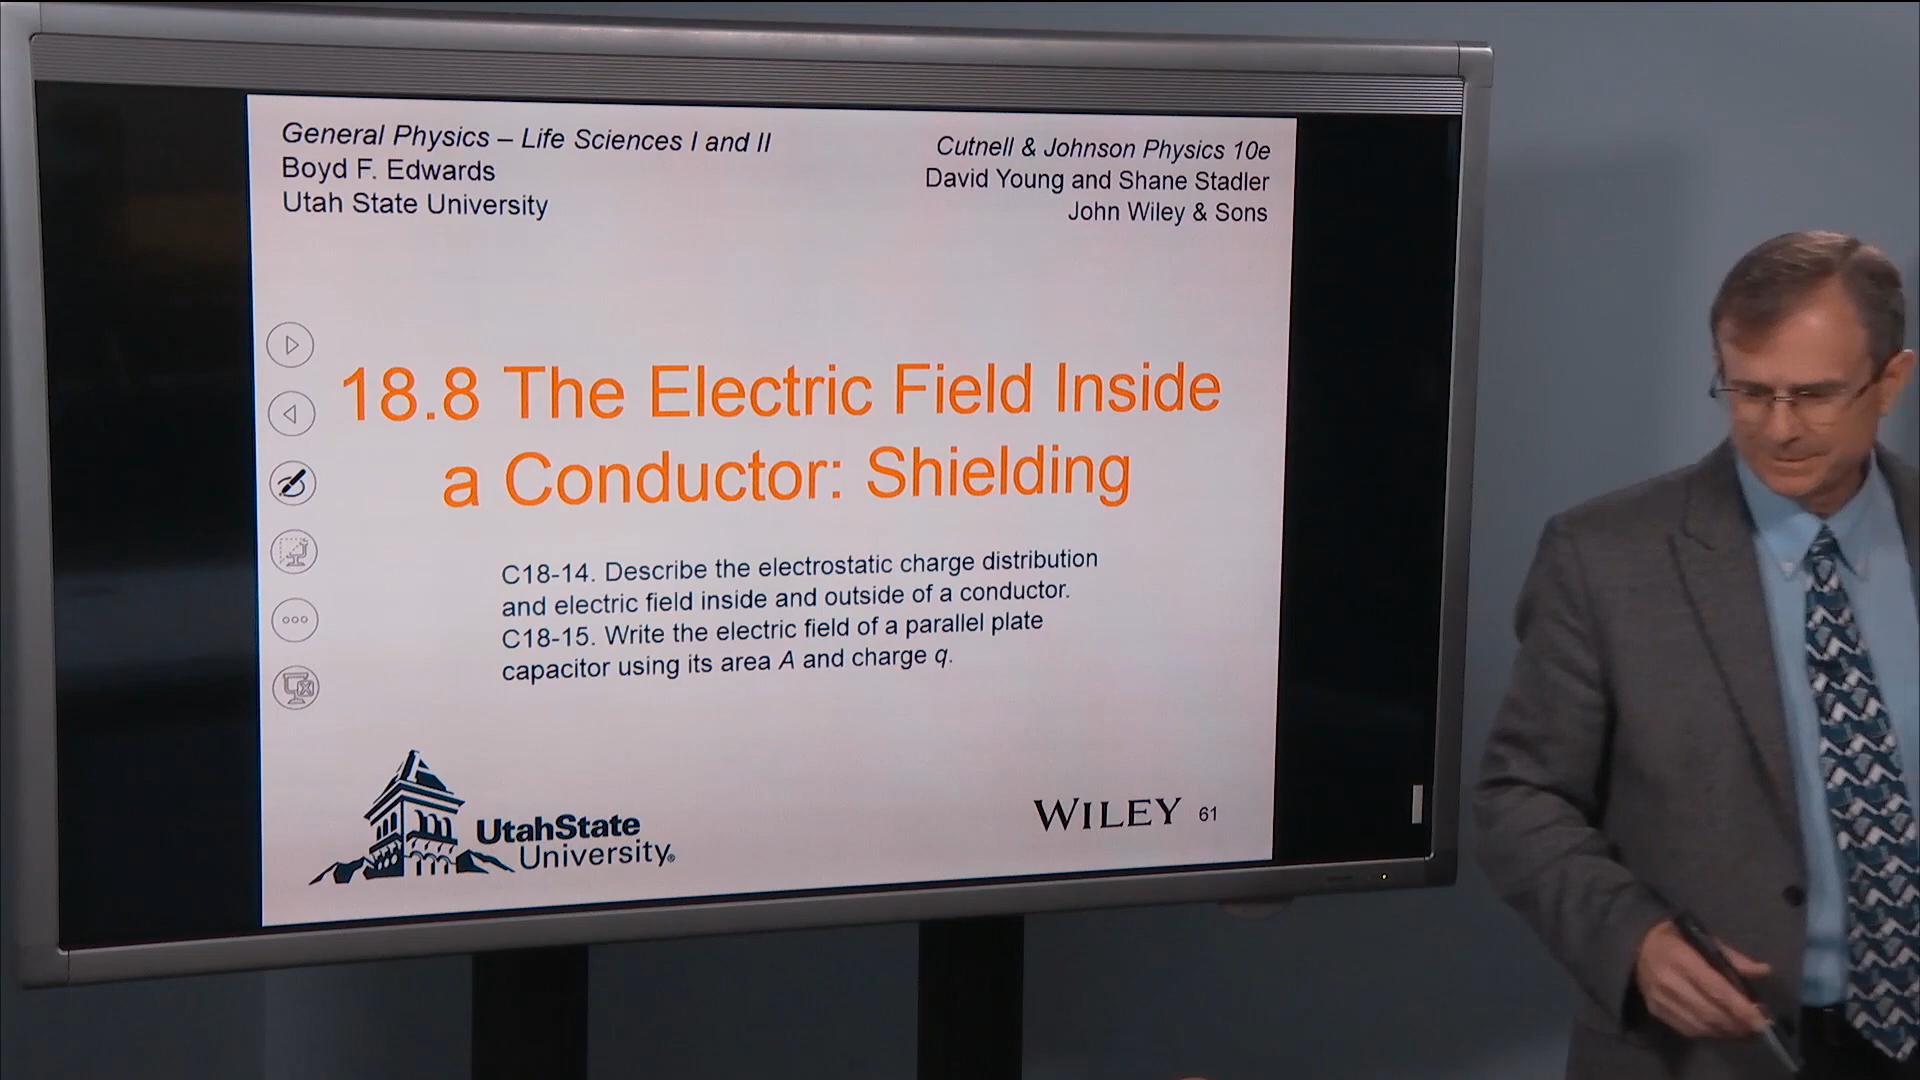 General Physics – Life Sciences I and II
Boyd F. Edwards
Utah State University
Cutnell & Johnson Physics 10e
David Young and Shane Stadler
John Wiley & Sons
18.8 The Electric Field Inside
a Conductor: Shielding
C18-14. Describe the electrostatic charge distribution
and electric field inside and outside of a conductor.
C18-15. Write the electric field of a parallel plate
capacitor using its area A and charge q.
UtahState
University®
WILEY 61